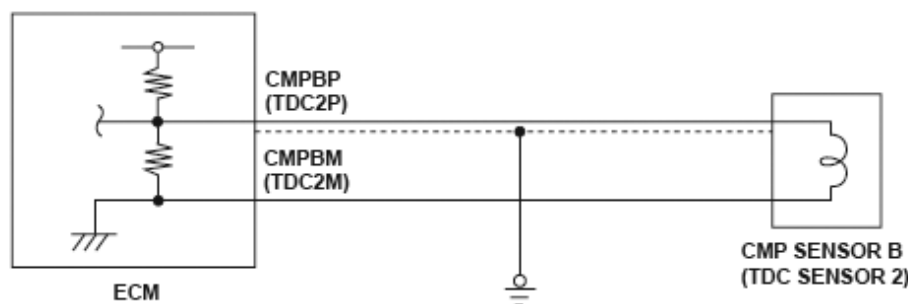 CMPBP
(TDC2P)
CMPBM
(TDC2M)
CMP SENSOR B
(TDC SENSOR 2)
ECM